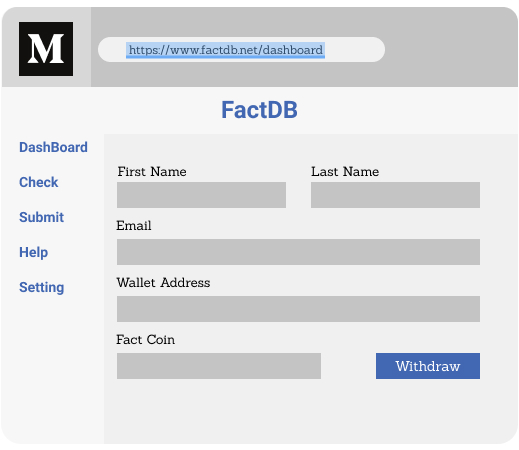 M
https://www.factdb.net/dashboard
FactDB
DashBoard
Check
Submit
Help
Setting
First Name
Last Name
Email
Wallet Address
Fact Coin
Withdraw